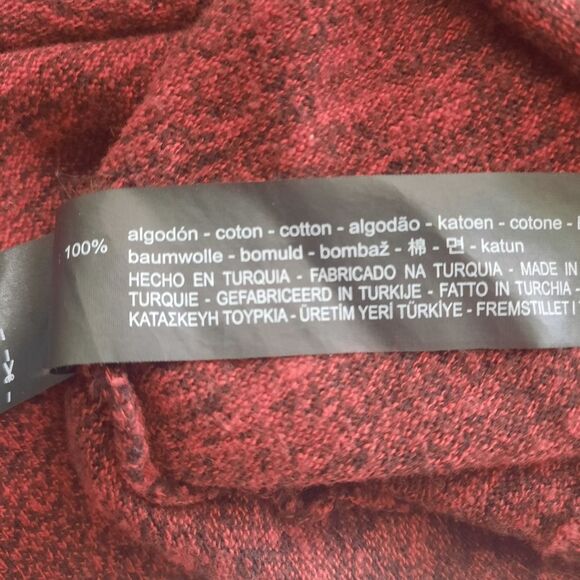 100%
algodón - coton - cotton - algodão - katoen - cotone -
baumwolle - bomuld - bombaž - 棉 - 면 - katun
HECHO EN TURQUIA - FABRICADO NA TURQUIA - MADE IN
TURQUIE - GEFABRICEERD IN TURKIJE - FATTO IN TURCHIA -
ΚΑΤΑΣΚΕΥΗ ΤΟΥΡΚΙΑ - ÜRETİM YERİ TÜRKİYE - FREMSTILLET I